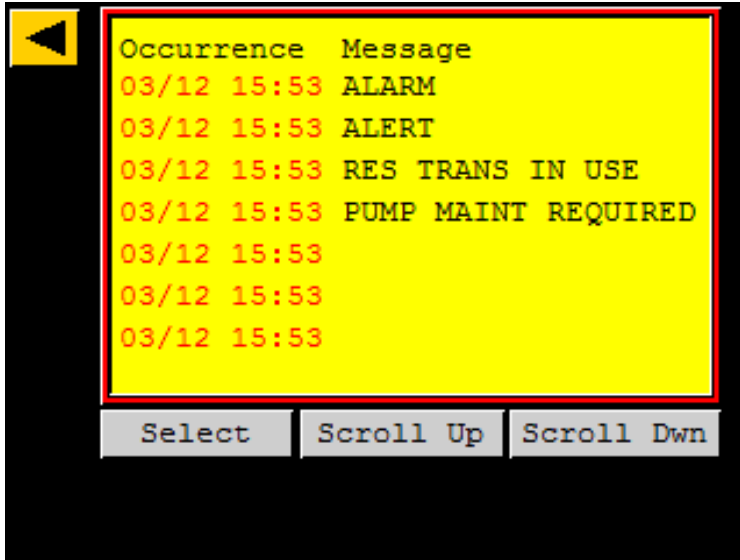 Occurrence Message
03/12 15:53 ALARM
03/12 15:53 ALERT
03/12 15:53 RES TRANS IN USE
03/12 15:53 PUMP MAINT REQUIRED
03/12 15:53
03/12 15:53
03/12 15:53
Select Scroll Up Scroll Dwn